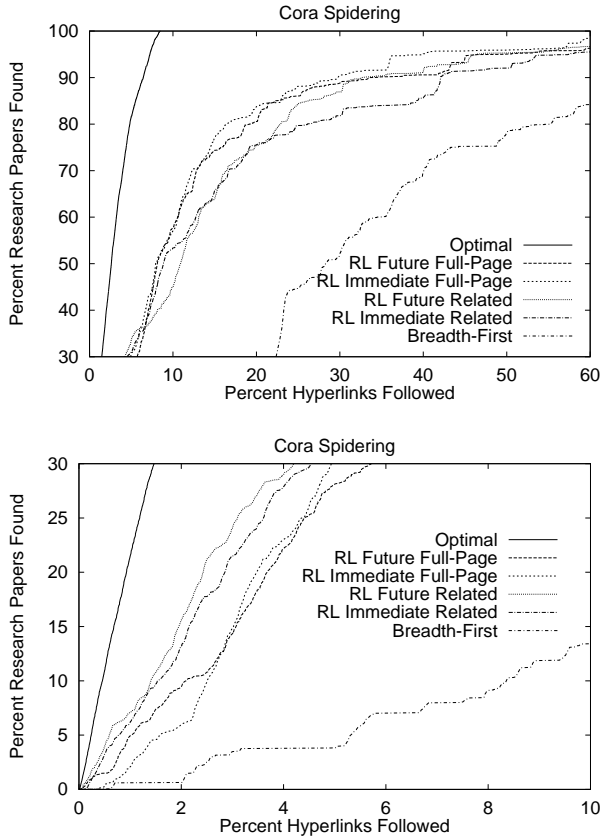 Cora Spidering
100
90
80
70
60
50
40
30
Percent Research Papers Found
Optimal
RL Future Full-Page
RL Immediate Full-Page
RL Future Related
RL Immediate Related
Breadth-First
0 10 20 30 40 50 60
Percent Hyperlinks Followed
Cora Spidering
30
25
20
15
10
5
0
Percent Research Papers Found
Optimal
RL Future Full-Page
RL Immediate Full-Page
RL Future Related
RL Immediate Related
Breadth-First
0 2 4 6 8 10
Percent Hyperlinks Followed